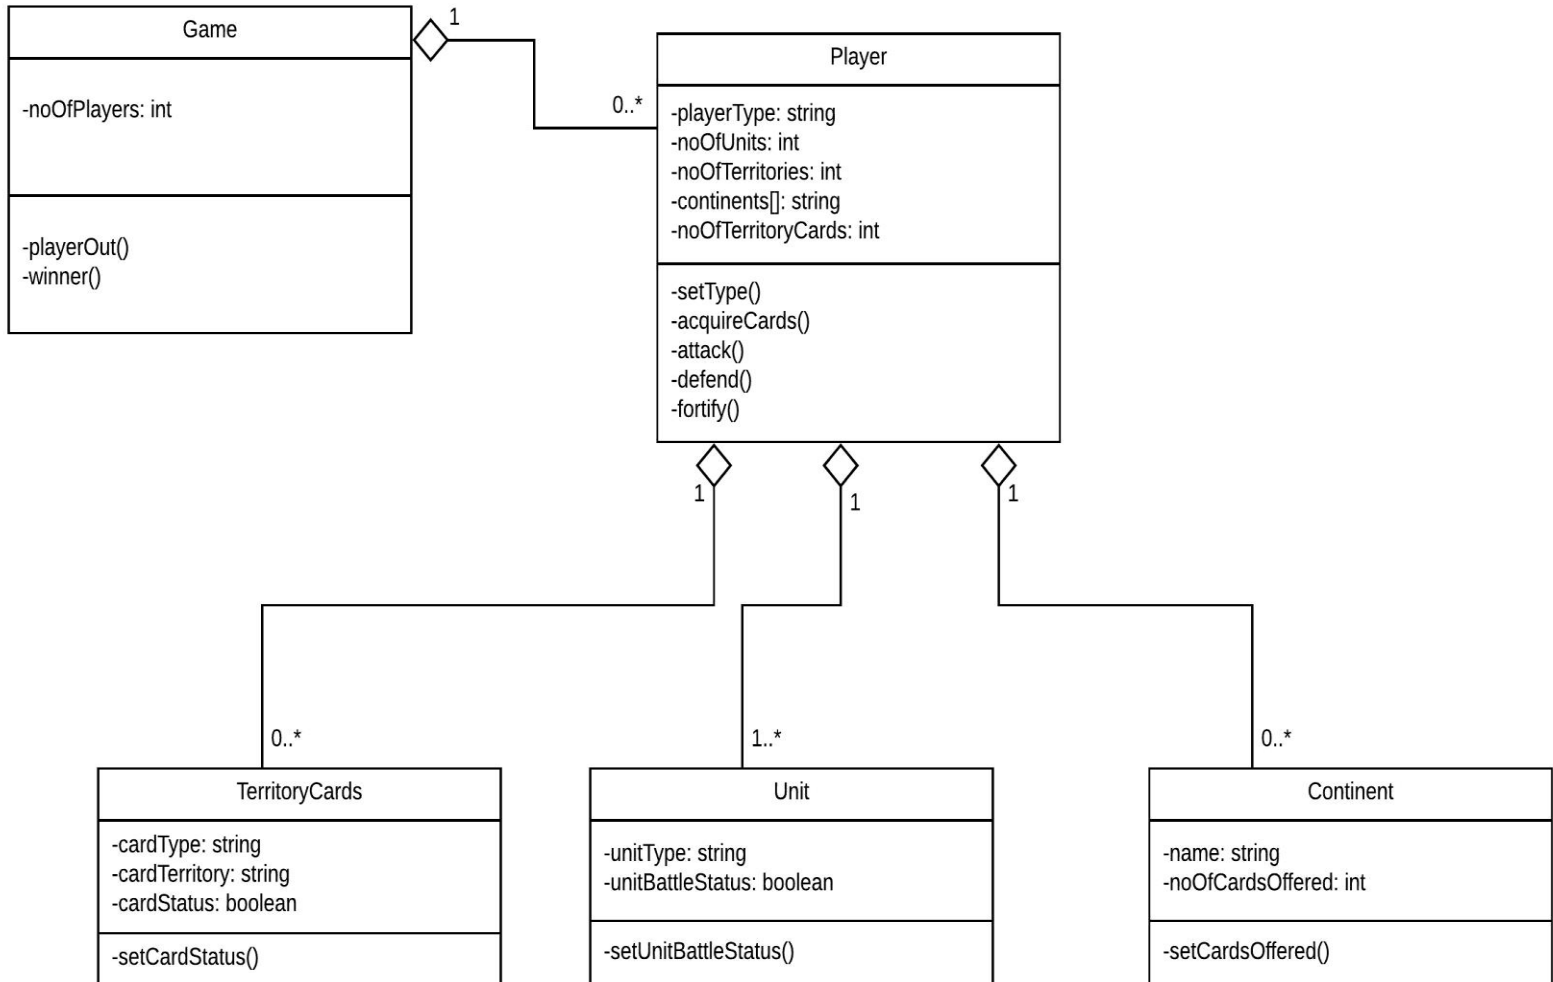 Game
-noOfPlayers: int
-playerOut()
-winner()
1
0..*
Player
-playerType: string
-noOfUnits: int
-noOfTerritories: int
-continents[]: string
-noOfTerritoryCards: int
-setType()
-acquireCards()
-attack()
-defend()
-fortify()
1
1
1
0..*
1..*
0..*
TerritoryCards
-cardType: string
-cardTerritory: string
-cardStatus: boolean
-setCardStatus()
Unit
-unitType: string
-unitBattleStatus: boolean
-setUnitBattleStatus()
Continent
-name: string
-noOfCardsOffered: int
-setCardsOffered()